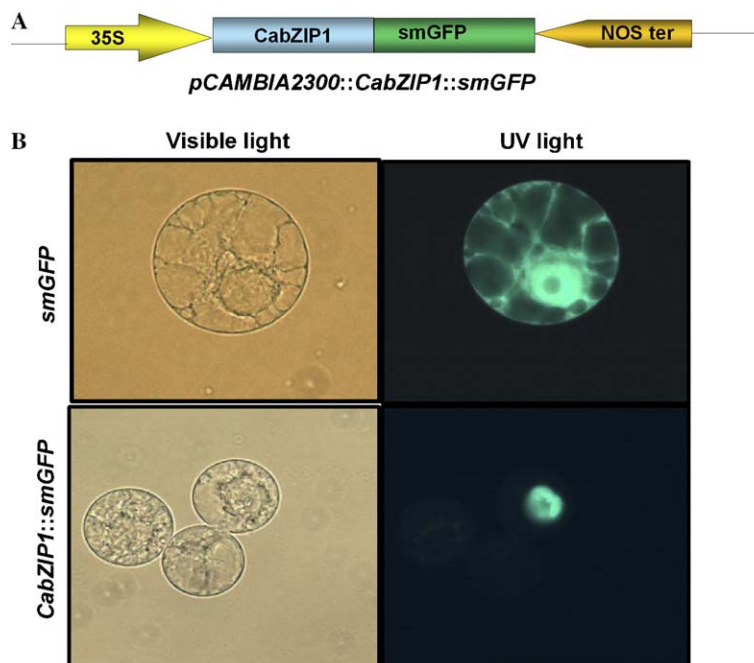 A
35S
CabZIP1
smGFP
NOS ter
pCAMBIA2300::CabZIP1::smGFP
B
Visible light
UV light
smGFP
CabZIP1::smGFP